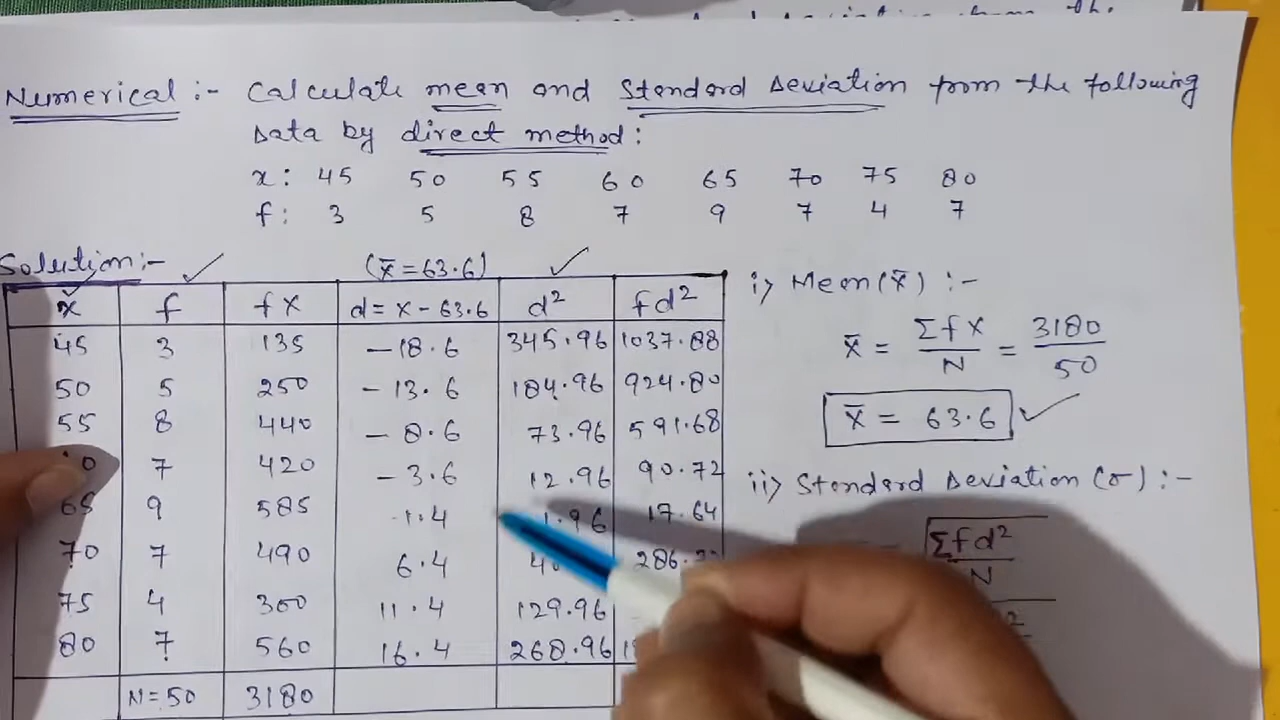 Numerical :- Calculate mean and Standard Deviation from the following
Data by direct method:
x: 45 50 55 60 65 70 75 80
f: 3 5 8 7 9 7 4 7
Solution:-
(x̄ = 63.6)
x f fx d = x - 63.6 d² fd²
45 3 135 -18.6 345.96 1037.88
50 5 250 -13.6 184.96 924.80
55 8 440 -8.6 73.96 591.68
7 420 -3.6 12.96 90.72
65 9 585 1.4 1.96 17.64
70 7 490 6.4
75 4 300 11.4 129.96
80 7 560 16.4 268.96
N=50 3180
i) Mean (x̄) :-
x̄ = Σfx / N = 3180 / 50
x̄ = 63.6
ii) Standard Deviation (σ) :-
√Σfd² / N